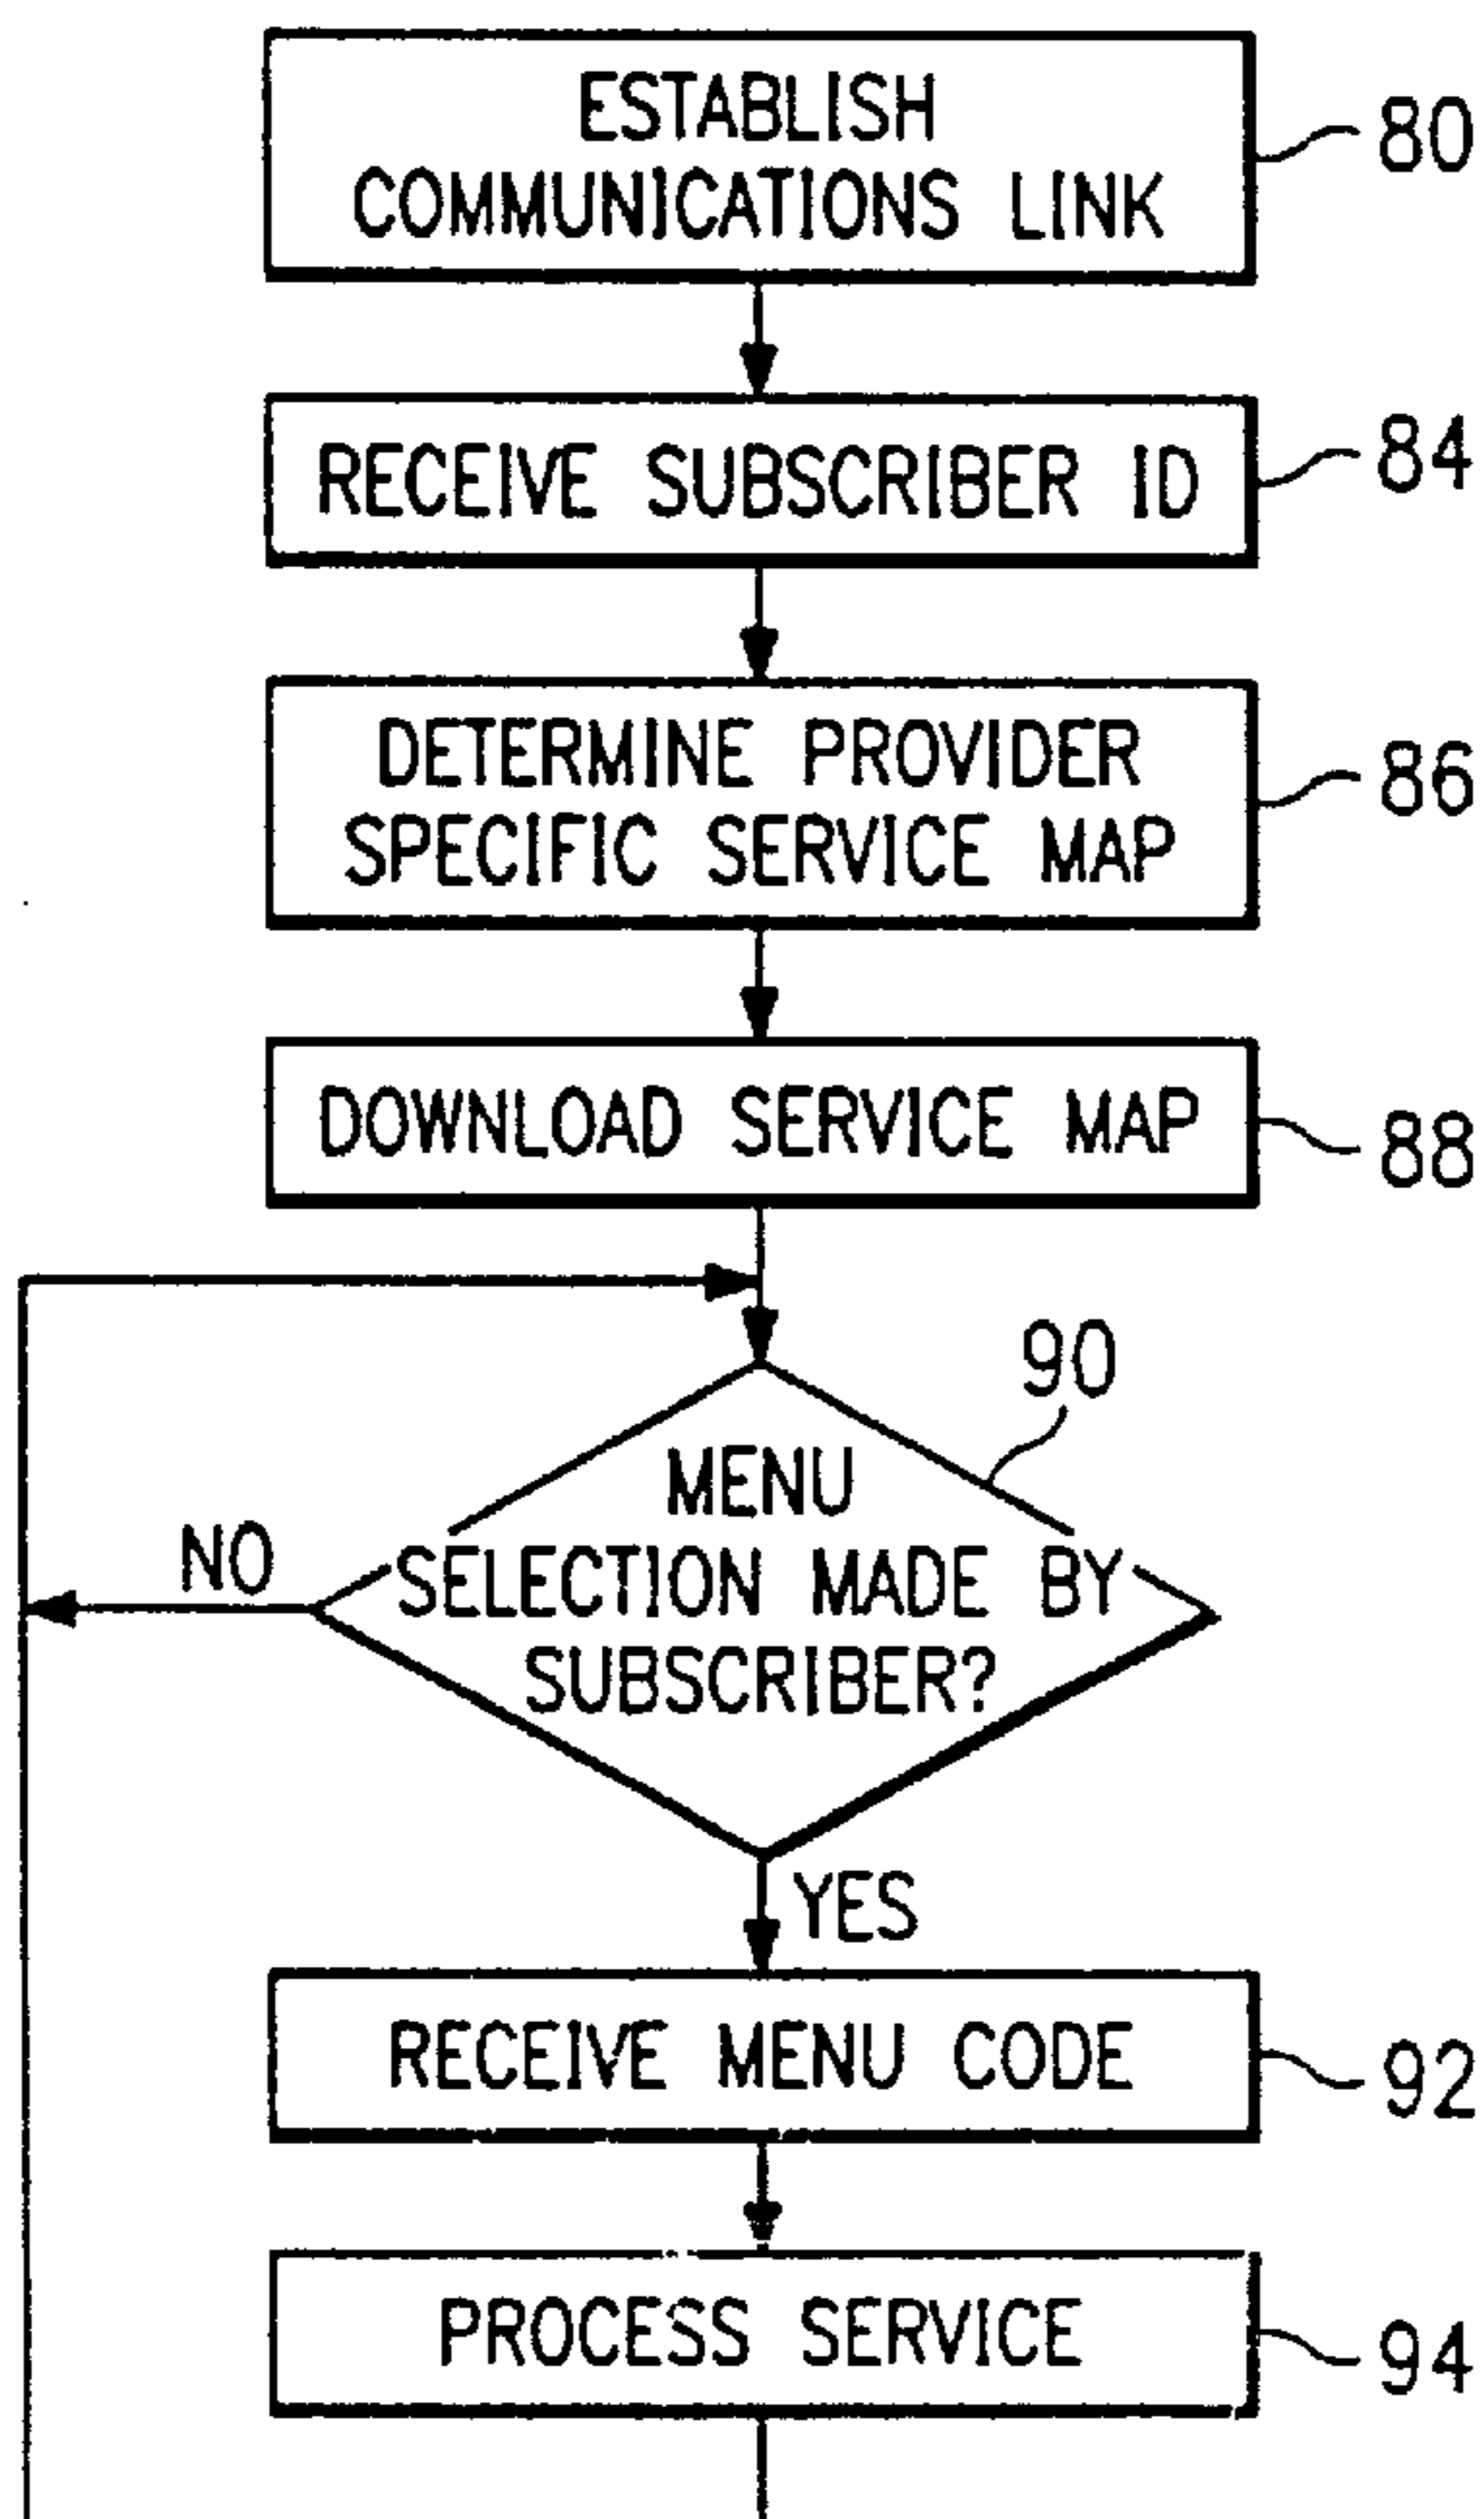 ESTABLISH
COMMUNICATIONS LINK
80
RECEIVE SUBSCRIBER ID
84
DETERMINE PROVIDER
SPECIFIC SERVICE MAP
86
DOWNLOAD SERVICE MAP
88
90
MENU
SELECTION MADE BY
SUBSCRIBER?
NO
YES
RECEIVE MENU CODE
92
PROCESS SERVICE
94